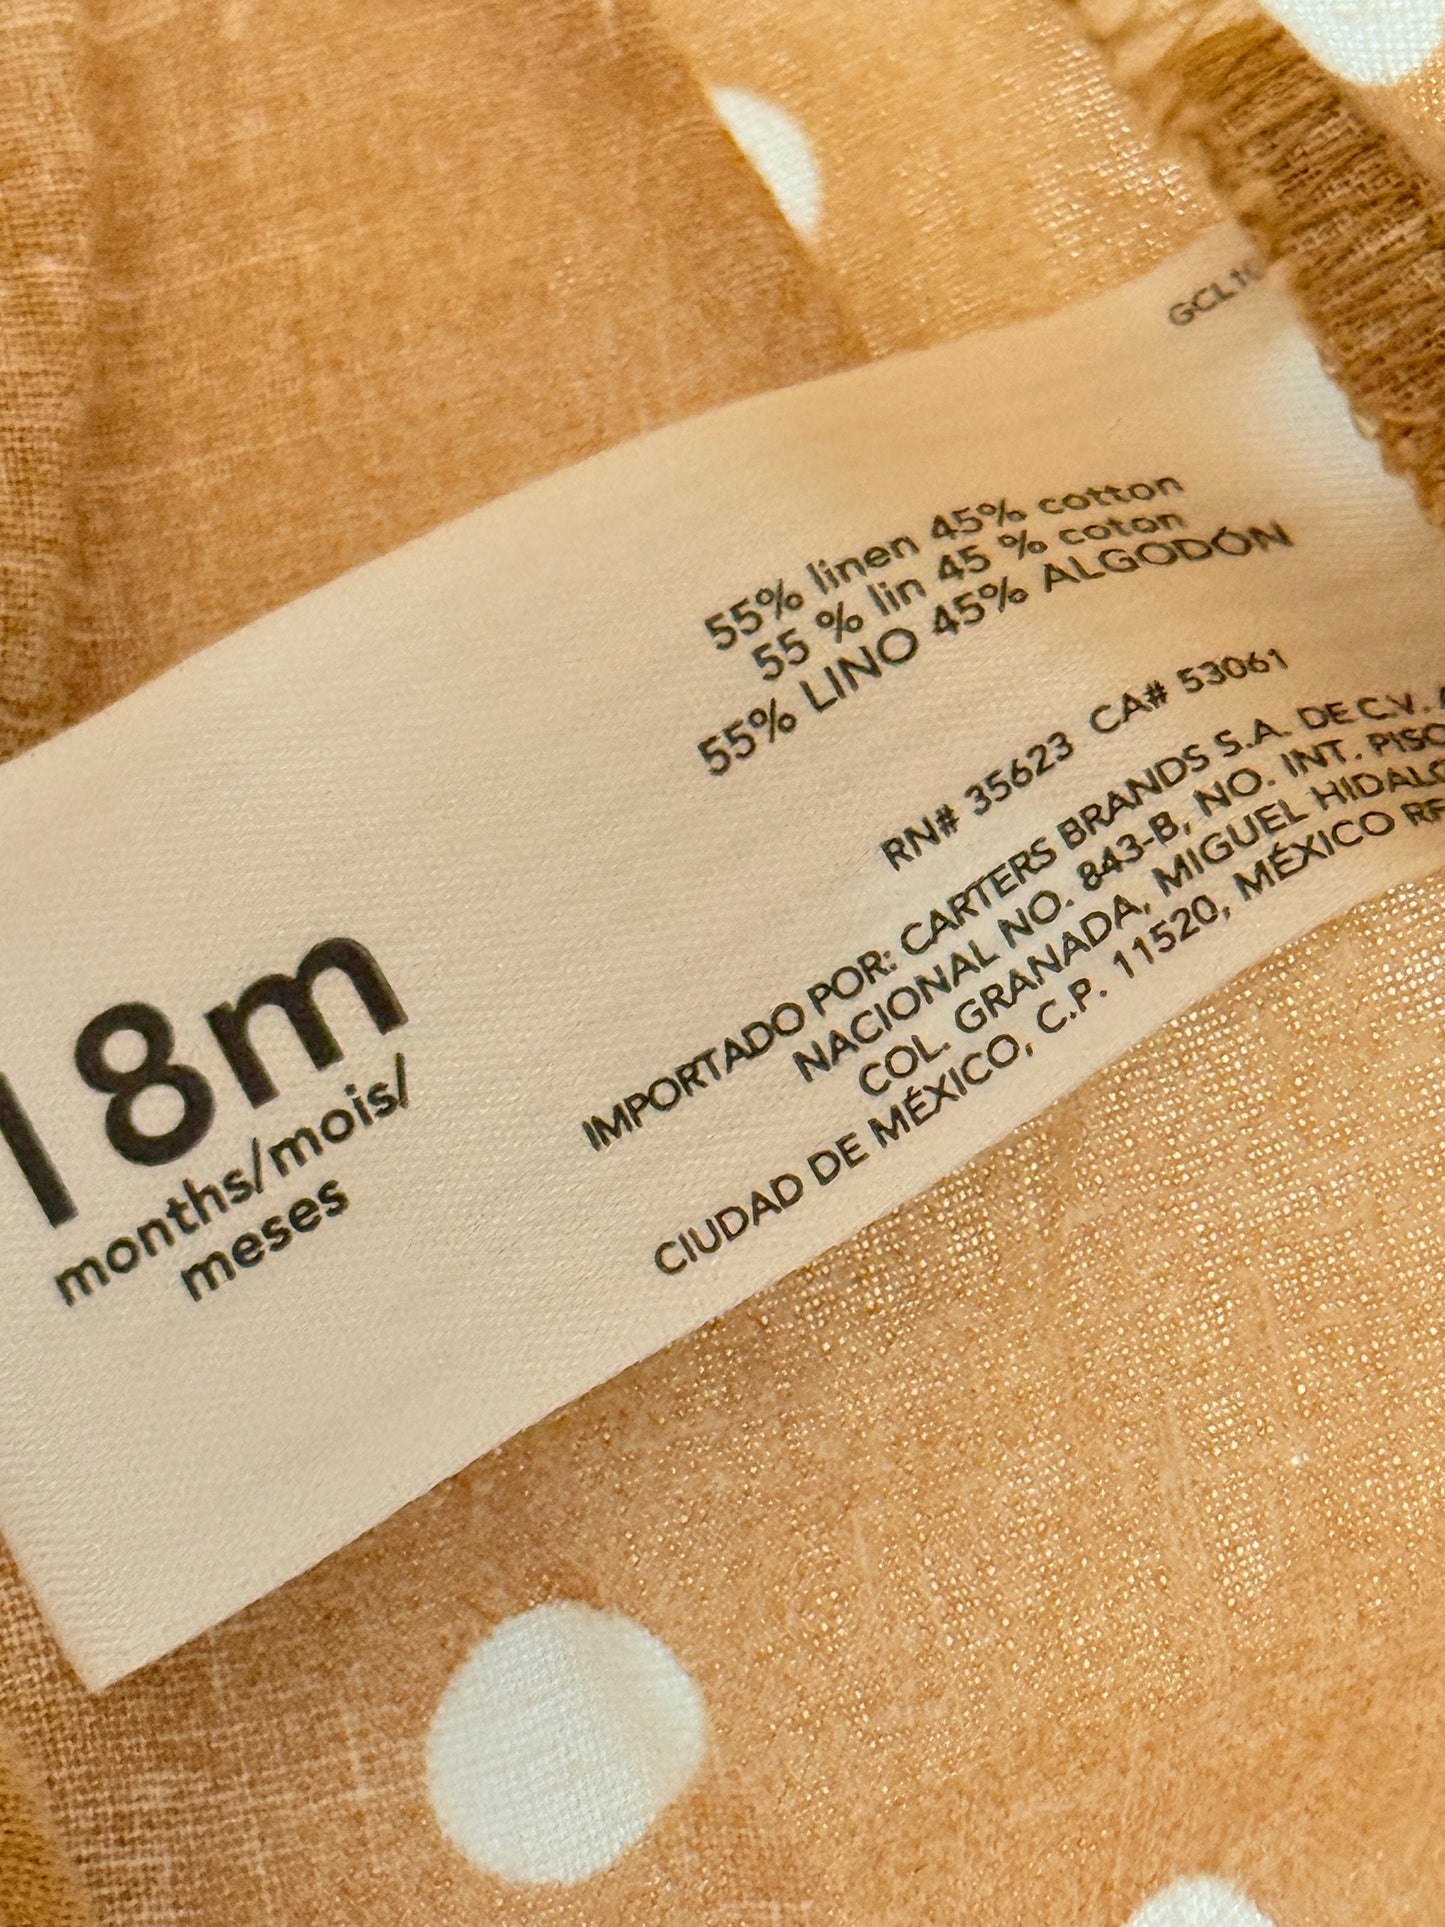 18m
months/mois/
meses
55% linen 45% cotton
55 % lin 45 % coton
55% LINO 45% ALGODÓN
RN# 35623 CA# 53061
IMPORTADO POR: CARTERS BRANDS S.A. DE C.V.
NACIONAL NO. 843-B, NO. INT. PISO
COL. GRANADA, MIGUEL
CIUDAD DE MÉXICO, C.P. 11520, MÉXICO